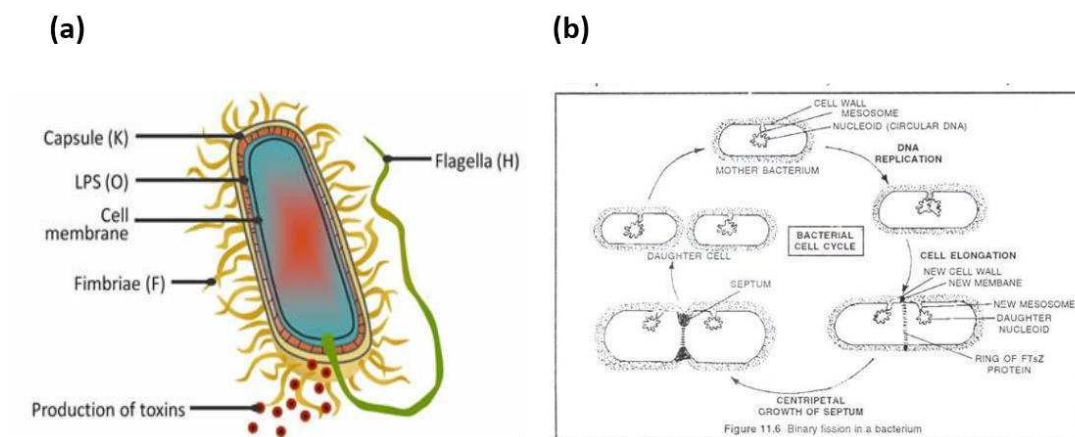 (a)
(b)
Capsule (K)
LPS (O)
Cell
membrane
Fimbriae (F)
Production of toxins
Flagella (H)
CELL WALL
MESOSOME
NUCLEOID (CIRCULAR DNA)
MOTHER BACTERIUM
DNA
REPLICATION
BACTERIAL
CELL CYCLE
DAUGHTER CELL
CELL ELONGATION
NEW CELL WALL
NEW MEMBANE
NEW MESOSOME
DAUGHTER
NUCLEOID
SEPTUM
RING OF FTsZ
PROTEIN
CENTRIPETAL
GROWTH OF SEPTUM
Figure 11.6 Binary fission in a bacterium